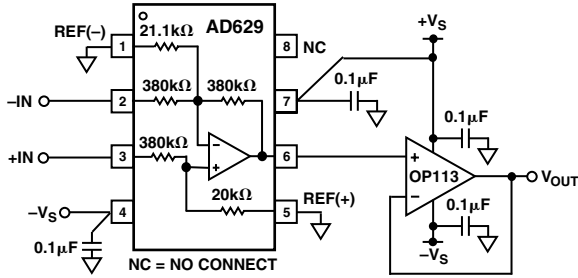 REF(–)
21.1kΩ
AD629
1
8
NC
+VS
–IN
380kΩ
380kΩ
2
7
0.1µF
0.1µF
+IN
380kΩ
3
–
+
6
+
–
OP113
VOUT
20kΩ
REF(+)
–VS
4
5
0.1µF
0.1µF
–VS
NC = NO CONNECT